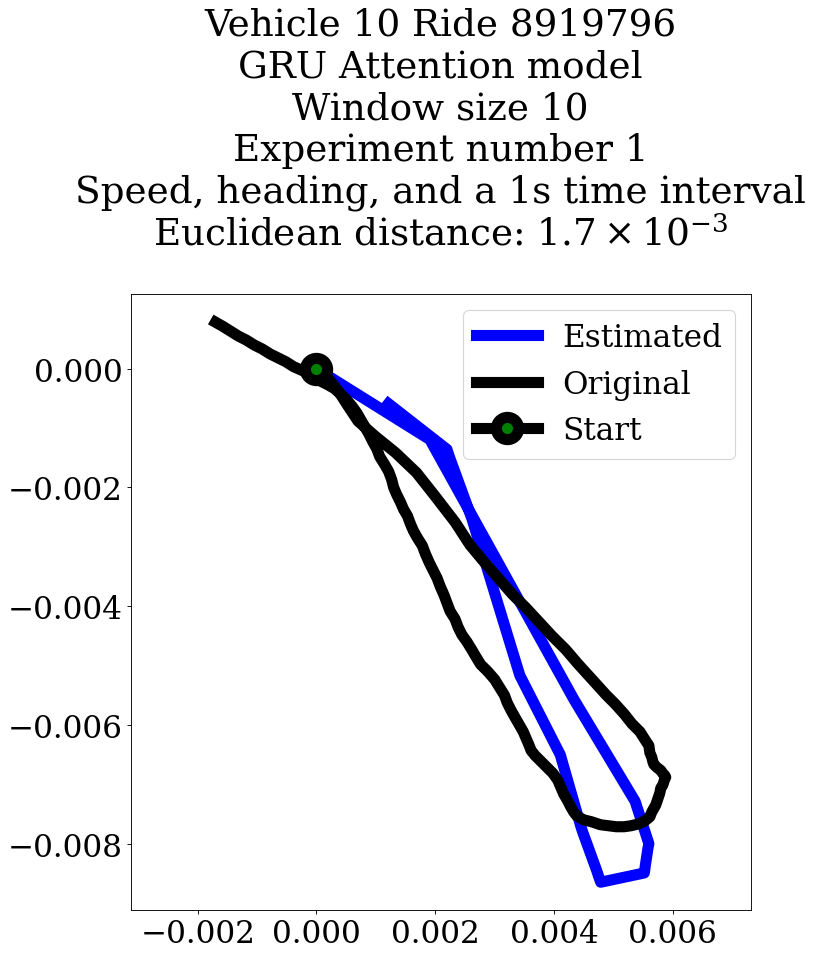 Vehicle 10 Ride 8919796
GRU Attention model
Window size 10
Experiment number 1
Speed, heading, and a 1s time interval
Euclidean distance: 1.7 × 10⁻³
Estimated
Original
Start
0.000
−0.002
−0.004
−0.006
−0.008
−0.002 0.000 0.002 0.004 0.006